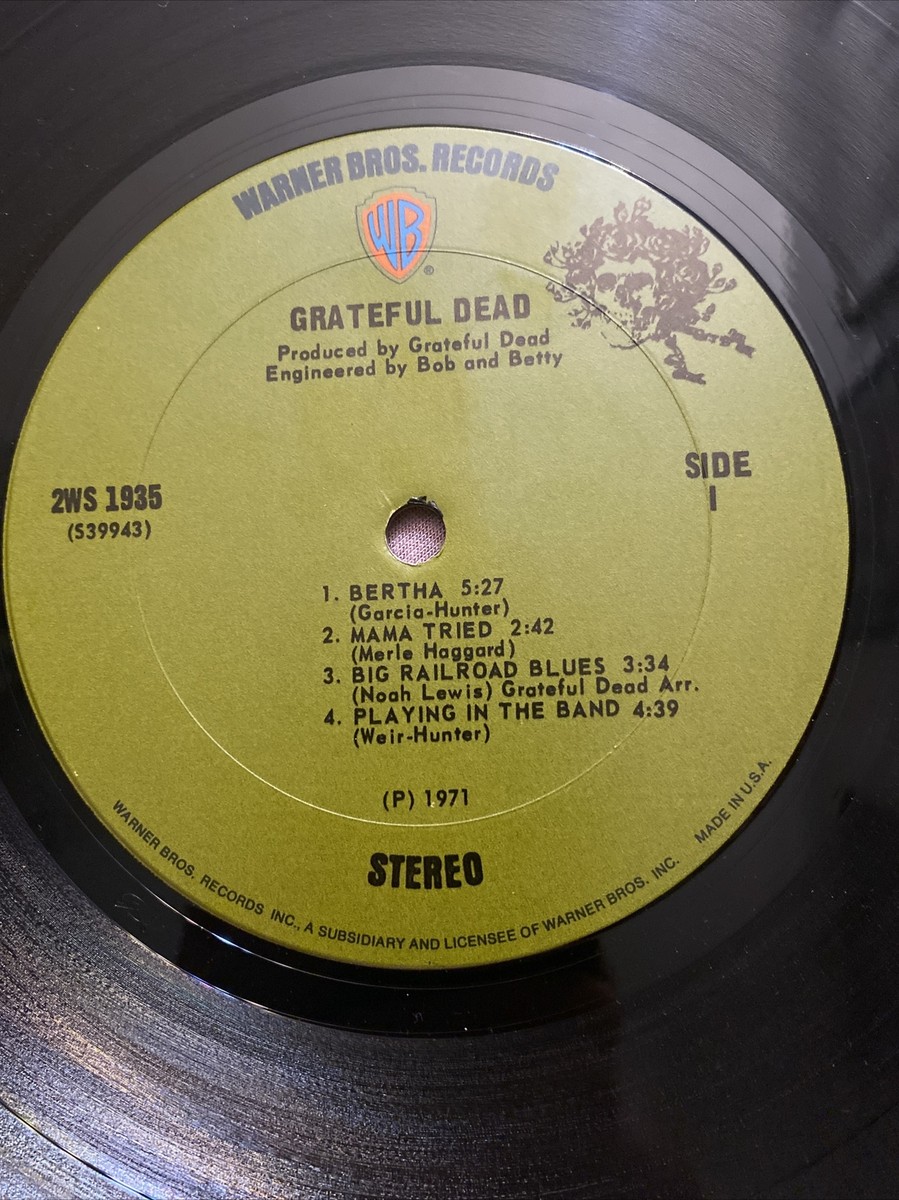 WARNER BROS. RECORDS
WB
®
GRATEFUL DEAD
Produced by Grateful Dead
Engineered by Bob and Betty
2WS 1935
(S39943)
SIDE
1
1. BERTHA 5:27
(Garcia-Hunter)
2. MAMA TRIED 2:42
(Merle Haggard)
3. BIG RAILROAD BLUES 3:34
(Noah Lewis) Grateful Dead Arr.
4. PLAYING IN THE BAND 4:39
(Weir-Hunter)
(P) 1971
STEREO
WARNER BROS. RECORDS INC., A SUBSIDIARY AND LICENSEE OF WARNER BROS. INC. MADE IN U.S.A.